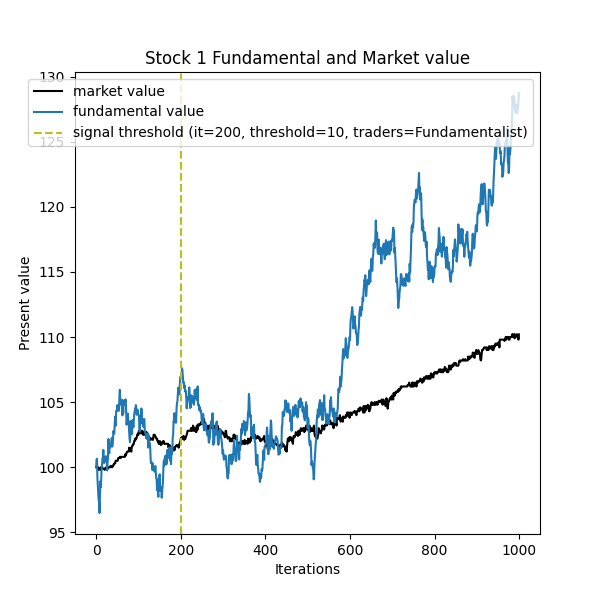 Stock 1 Fundamental and Market value
market value
fundamental value
signal threshold (it=200, threshold=10, traders=Fundamentalist)
130
125
120
115
110
105
100
95
Present value
0 200 400 600 800 1000
Iterations